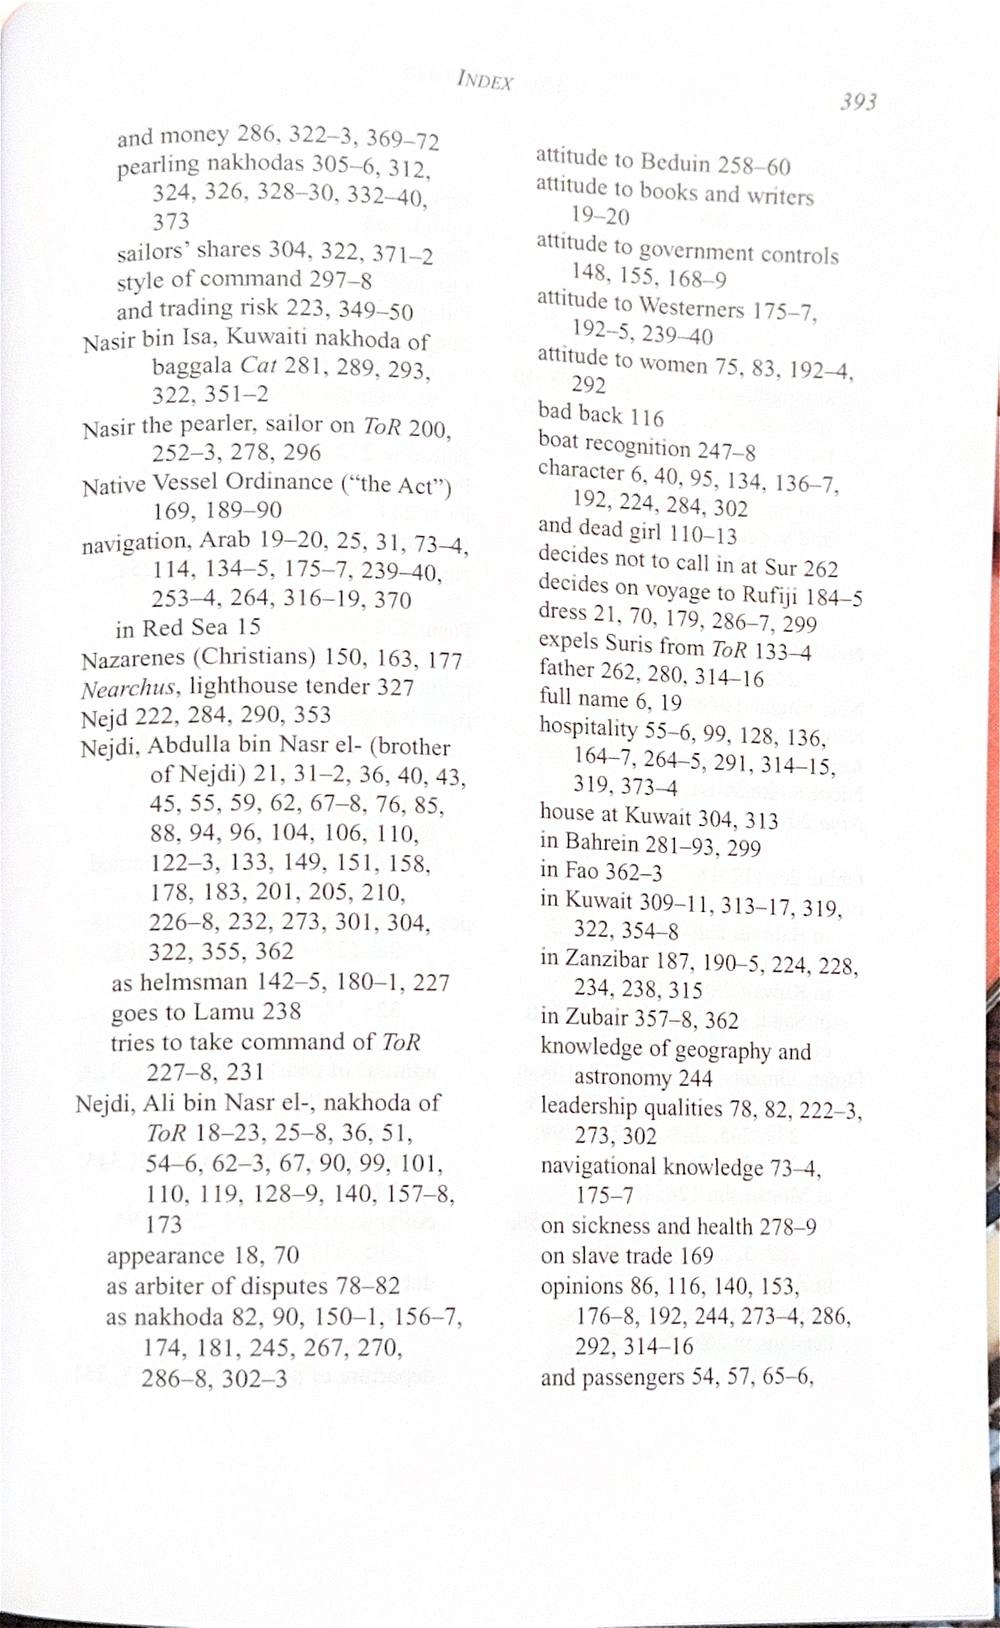 INDEX
393
and money 286, 322–3, 369–72
pearling nakhodas 305–6, 312,
324, 326, 328–30, 332–40,
373
sailors' shares 304, 322, 371–2
style of command 297–8
and trading risk 223, 349–50
Nasir bin Isa, Kuwaiti nakhoda of
baggala Cat 281, 289, 293,
322, 351–2
Nasir the pearler, sailor on ToR 200,
252–3, 278, 296
Native Vessel Ordinance (“the Act”)
169, 189–90
navigation, Arab 19–20, 25, 31, 73–4,
114, 134–5, 175–7, 239–40,
253–4, 264, 316–19, 370
in Red Sea 15
Nazarenes (Christians) 150, 163, 177
Nearchus, lighthouse tender 327
Nejd 222, 284, 290, 353
Nejdi, Abdulla bin Nasr el- (brother
of Nejdi) 21, 31–2, 36, 40, 43,
45, 55, 59, 62, 67–8, 76, 85,
88, 94, 96, 104, 106, 110,
122–3, 133, 149, 151, 158,
178, 183, 201, 205, 210,
226–8, 232, 273, 301, 304,
322, 355, 362
as helmsman 142–5, 180–1, 227
goes to Lamu 238
tries to take command of ToR
227–8, 231
Nejdi, Ali bin Nasr el-, nakhoda of
ToR 18–23, 25–8, 36, 51,
54–6, 62–3, 67, 90, 99, 101,
110, 119, 128–9, 140, 157–8,
173
appearance 18, 70
as arbiter of disputes 78–82
as nakhoda 82, 90, 150–1, 156–7,
174, 181, 245, 267, 270,
286–8, 302–3
attitude to Beduin 258–60
attitude to books and writers
19–20
attitude to government controls
148, 155, 168–9
attitude to Westerners 175–7,
192–5, 239–40
attitude to women 75, 83, 192–4,
292
bad back 116
boat recognition 247–8
character 6, 40, 95, 134, 136–7,
192, 224, 284, 302
and dead girl 110–13
decides not to call in at Sur 262
decides on voyage to Rufiji 184–5
dress 21, 70, 179, 286–7, 299
expels Suris from ToR 133–4
father 262, 280, 314–16
full name 6, 19
hospitality 55–6, 99, 128, 136,
164–7, 264–5, 291, 314–15,
319, 373–4
house at Kuwait 304, 313
in Bahrein 281–93, 299
in Fao 362–3
in Kuwait 309–11, 313–17, 319,
322, 354–8
in Zanzibar 187, 190–5, 224, 228,
234, 238, 315
in Zubair 357–8, 362
knowledge of geography and
astronomy 244
leadership qualities 78, 82, 222–3,
273, 302
navigational knowledge 73–4,
175–7
on sickness and health 278–9
on slave trade 169
opinions 86, 116, 140, 153,
176–8, 192, 244, 273–4, 286,
292, 314–16
and passengers 54, 57, 65–6,